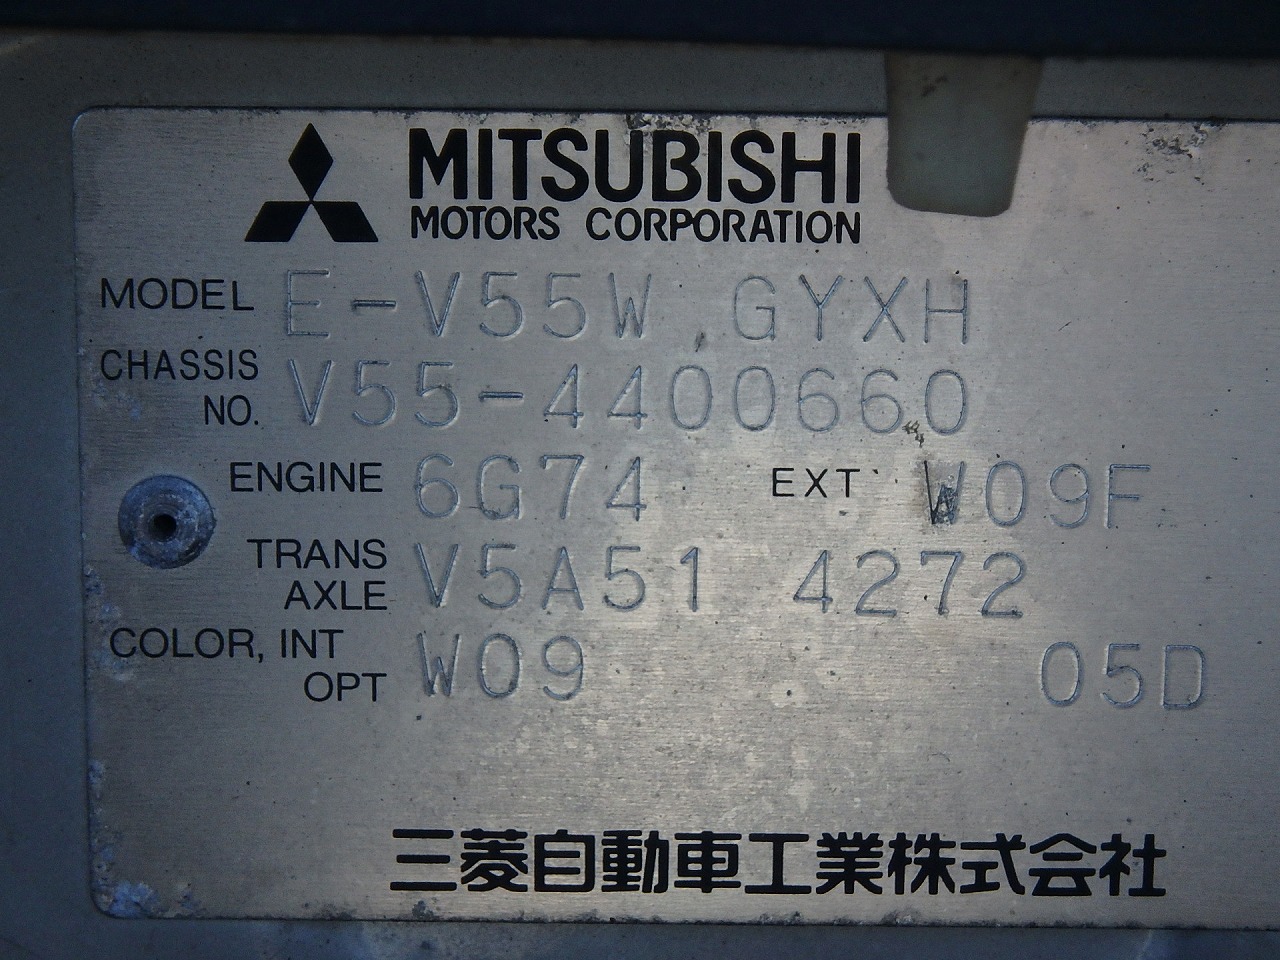 MITSUBISHI
MOTORS CORPORATION
MODEL E-V55W GYXH
CHASSIS NO. V55-4400660
ENGINE 6G74 EXT W09F
TRANS AXLE V5A51 4272
COLOR, INT OPT W09 05D
三菱自動車工業株式会社